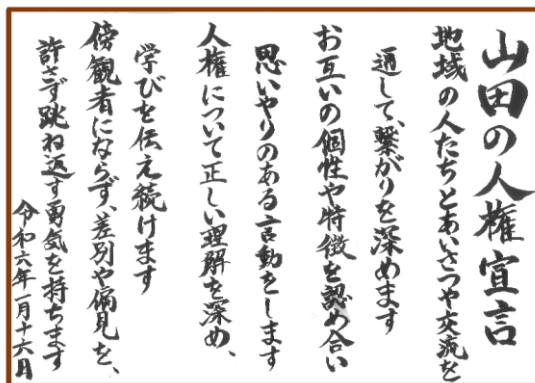 山田の人権宣言
地域の人たちとあいさつや交流を
通して、繋がりを深めます
お互いの個性や特徴を認め合い
思いやりのある言動をします
人権について正しい理解を深め、
学びを伝え続けます
傍観者にならず、差別や偏見を、
許さず跳ね返す勇気を持ちます
令和六年一月十六日